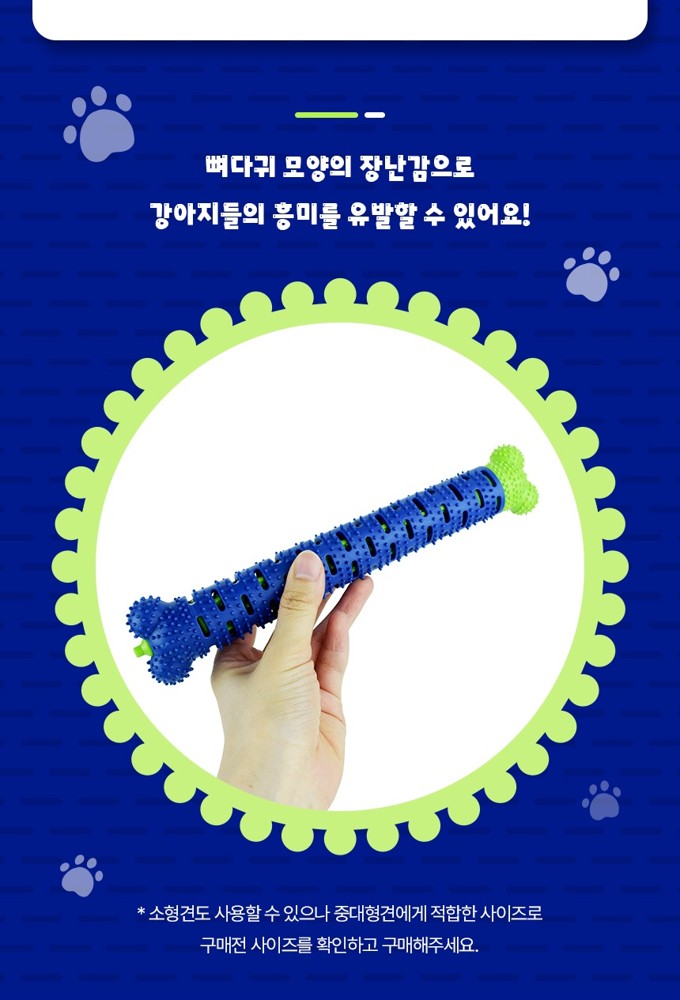 뼈다귀 모양의 장난감으로
강아지들의 흥미를 유발할 수 있어요!
* 소형견도 사용할 수 있으나 중대형견에게 적합한 사이즈로
구매전 사이즈를 확인하고 구매해주세요.